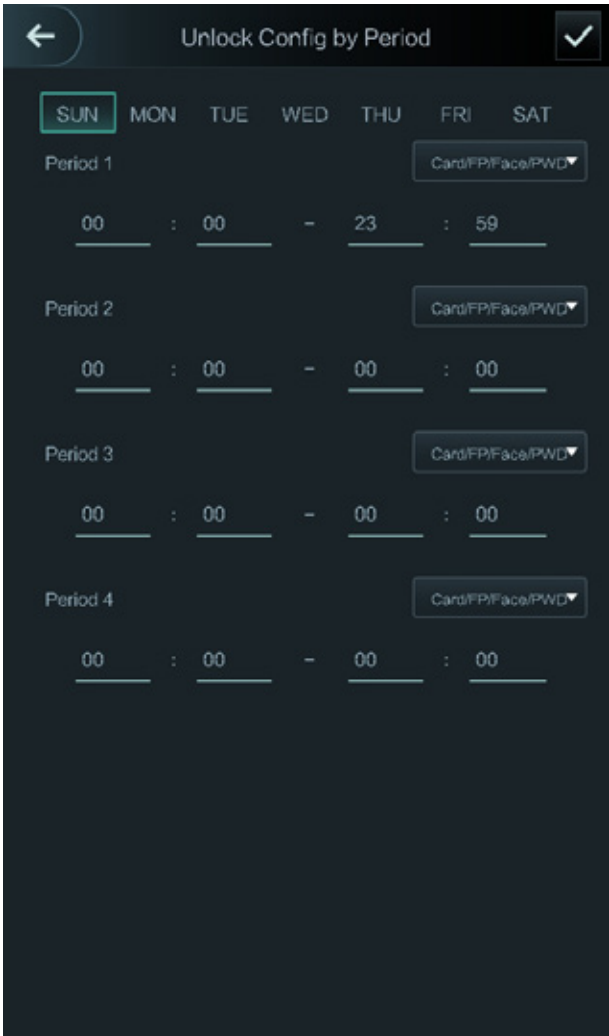 Unlock Config by Period
SUN MON TUE WED THU FRI SAT
Period 1 Card/FP/Face/PWD
00 : 00 - 23 : 59
Period 2 Card/FP/Face/PWD
00 : 00 - 00 : 00
Period 3 Card/FP/Face/PWD
00 : 00 - 00 : 00
Period 4 Card/FP/Face/PWD
00 : 00 - 00 : 00